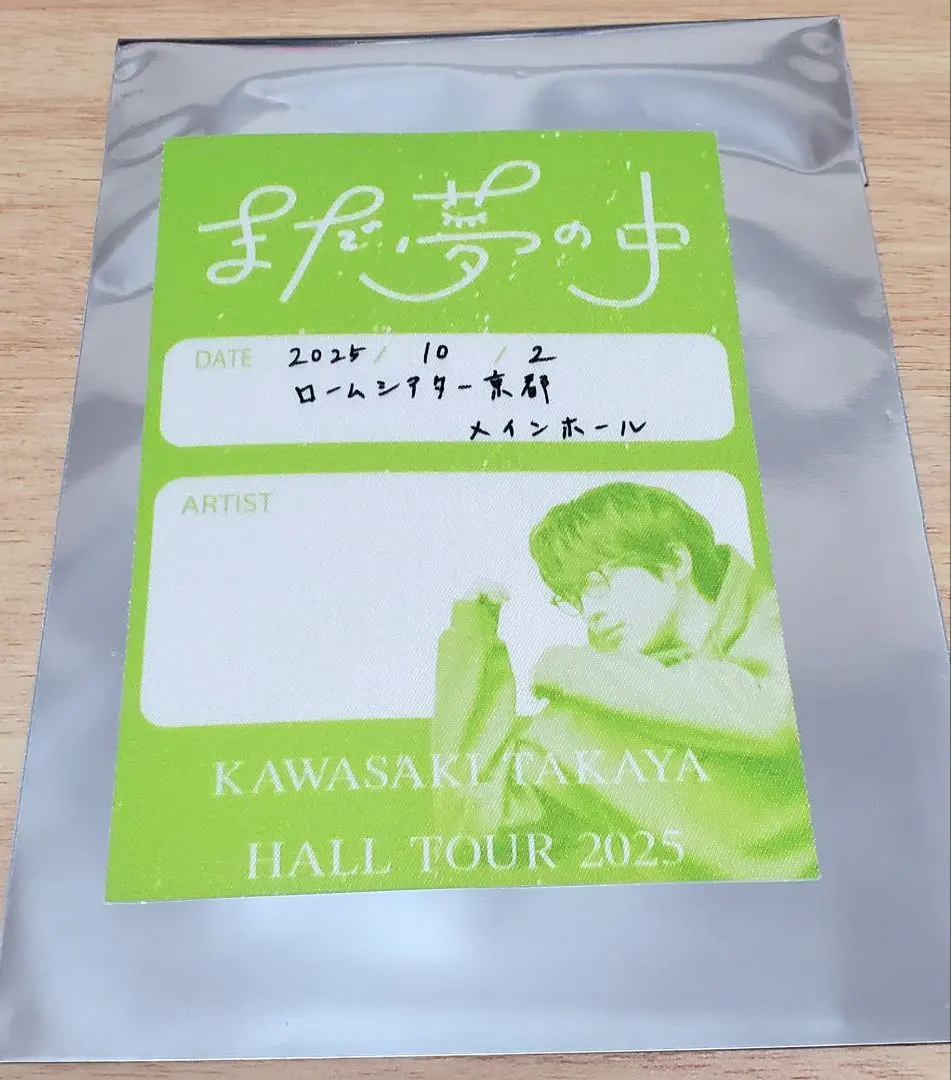 まだ夢の中
DATE 2025/ 10 / 2
ロームシアター京都
メインホール
ARTIST
KAWASAKI TAKAYA
HALL TOUR 2025